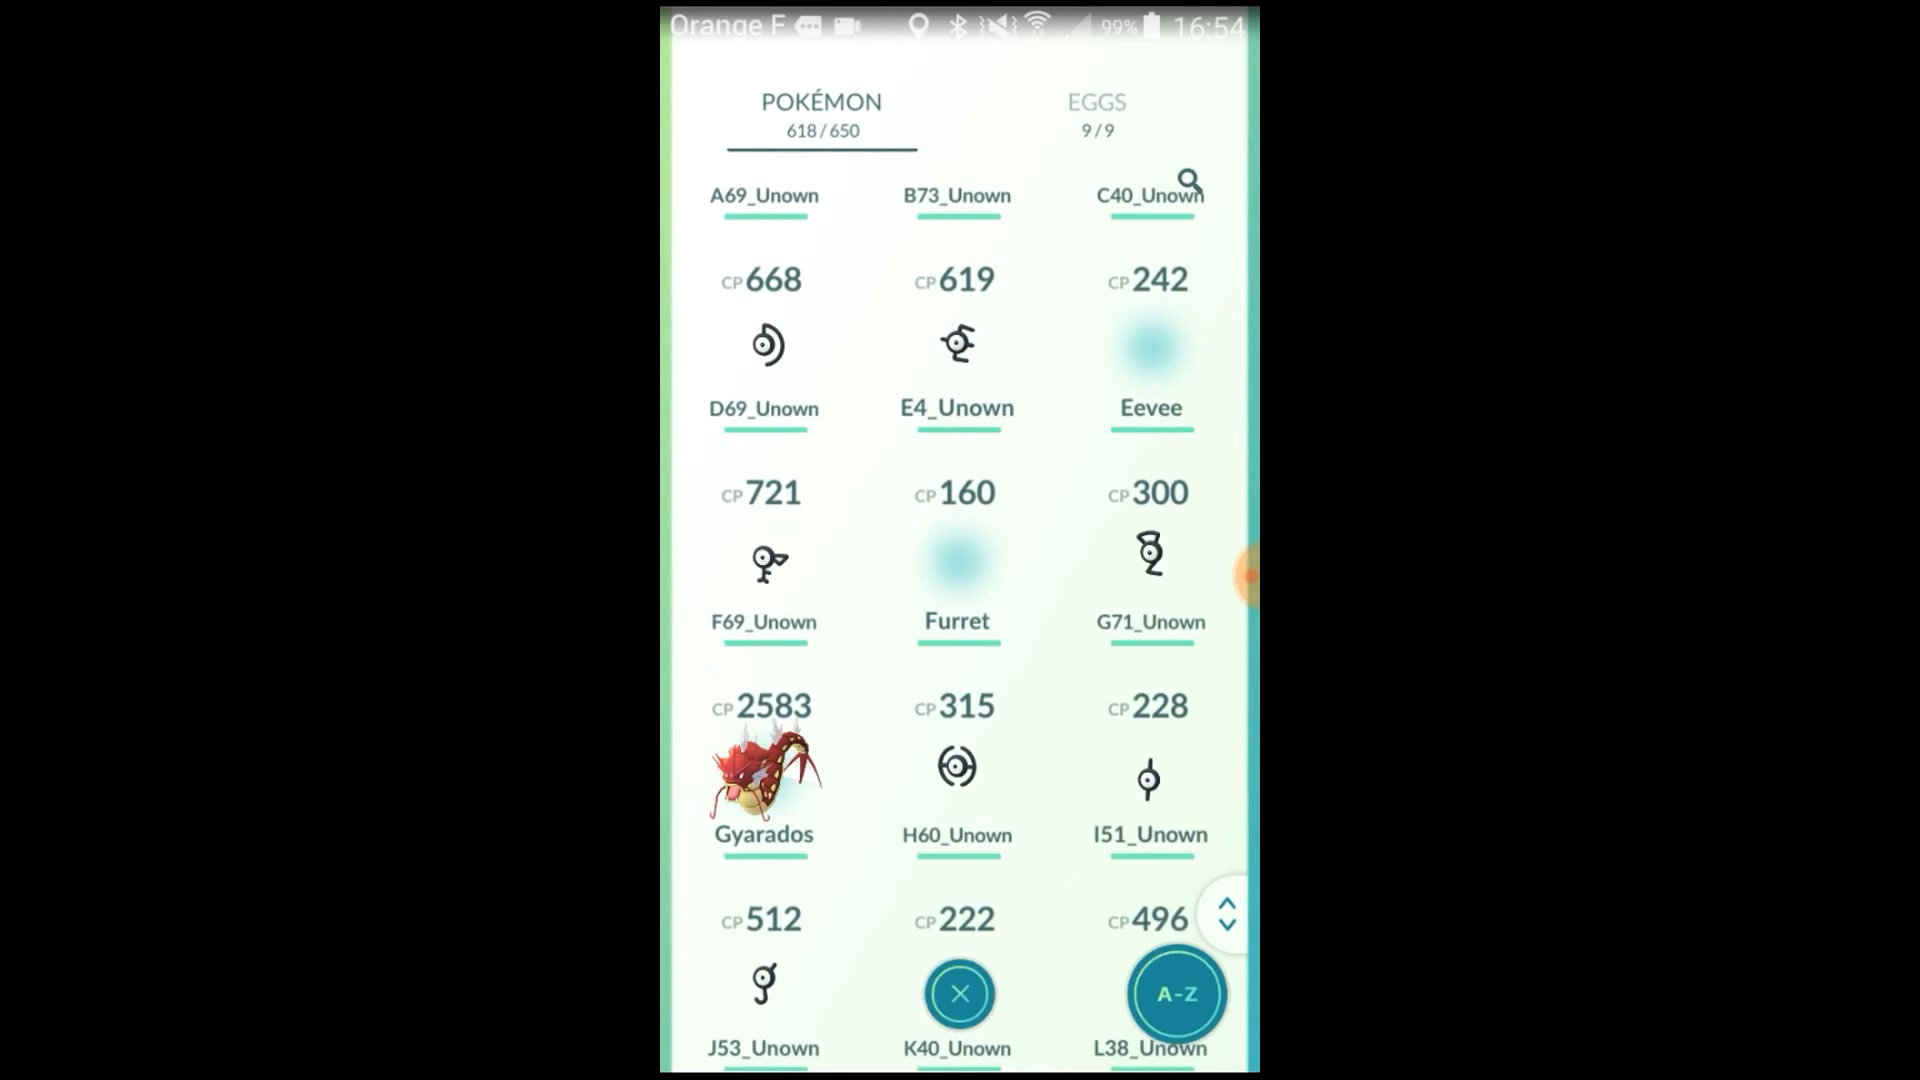 Orange F 99% 16:54
POKÉMON EGGS
618/650 9/9
A69_Unown B73_Unown C40_Unown
CP668 CP619 CP242
D69_Unown E4_Unown Eevee
CP721 CP160 CP300
F69_Unown Furret G71_Unown
CP2583 CP315 CP228
Gyarados H60_Unown I51_Unown
CP512 CP222 CP496
A-Z
J53_Unown K40_Unown L38_Unown